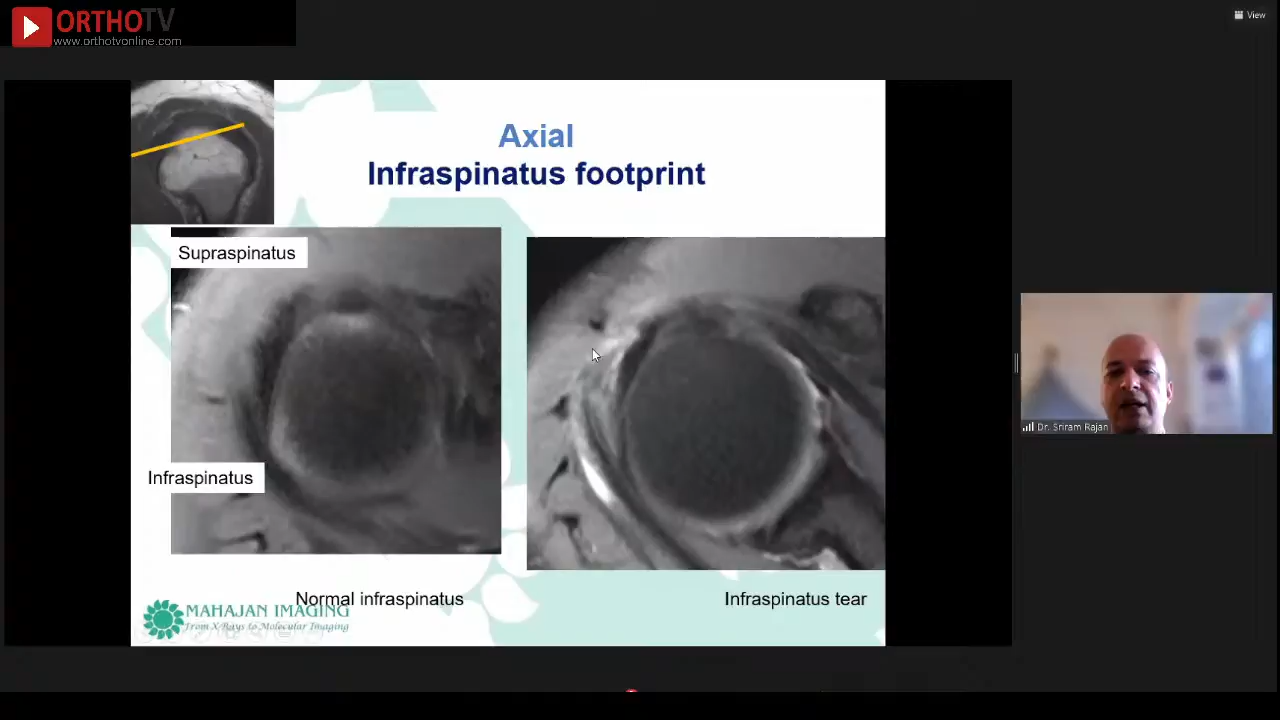 ORTHOTV
www.orthotvonline.com
View
Axial
Infraspinatus footprint
Supraspinatus
Infraspinatus
Dr. Sriram Rajan
Normal infraspinatus
Infraspinatus tear
MAHAJAN IMAGING
From X-Rays to Molecular Imaging